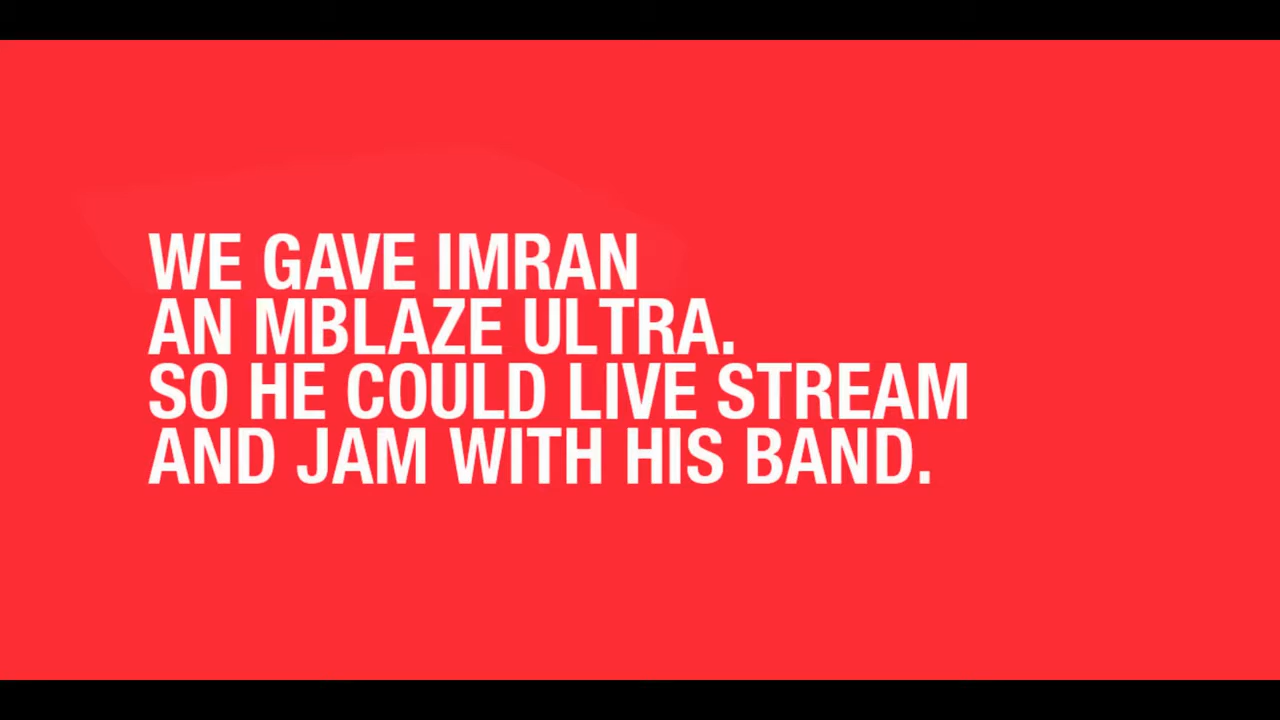 WE GAVE IMRAN
AN MBLAZE ULTRA.
SO HE COULD LIVE STREAM
AND JAM WITH HIS BAND.